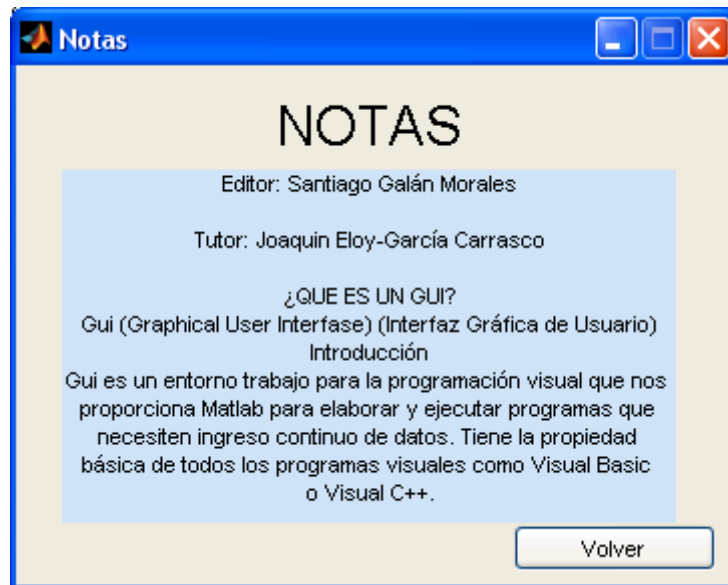 Notas
NOTAS
Editor: Santiago Galán Morales
Tutor: Joaquin Eloy-García Carrasco
¿QUE ES UN GUI?
Gui (Graphical User Interfase) (Interfaz Gráfica de Usuario)
Introducción
Gui es un entorno trabajo para la programación visual que nos
proporciona Matlab para elaborar y ejecutar programas que
necesiten ingreso continuo de datos. Tiene la propiedad
básica de todos los programas visuales como Visual Basic
o Visual C++.
Volver